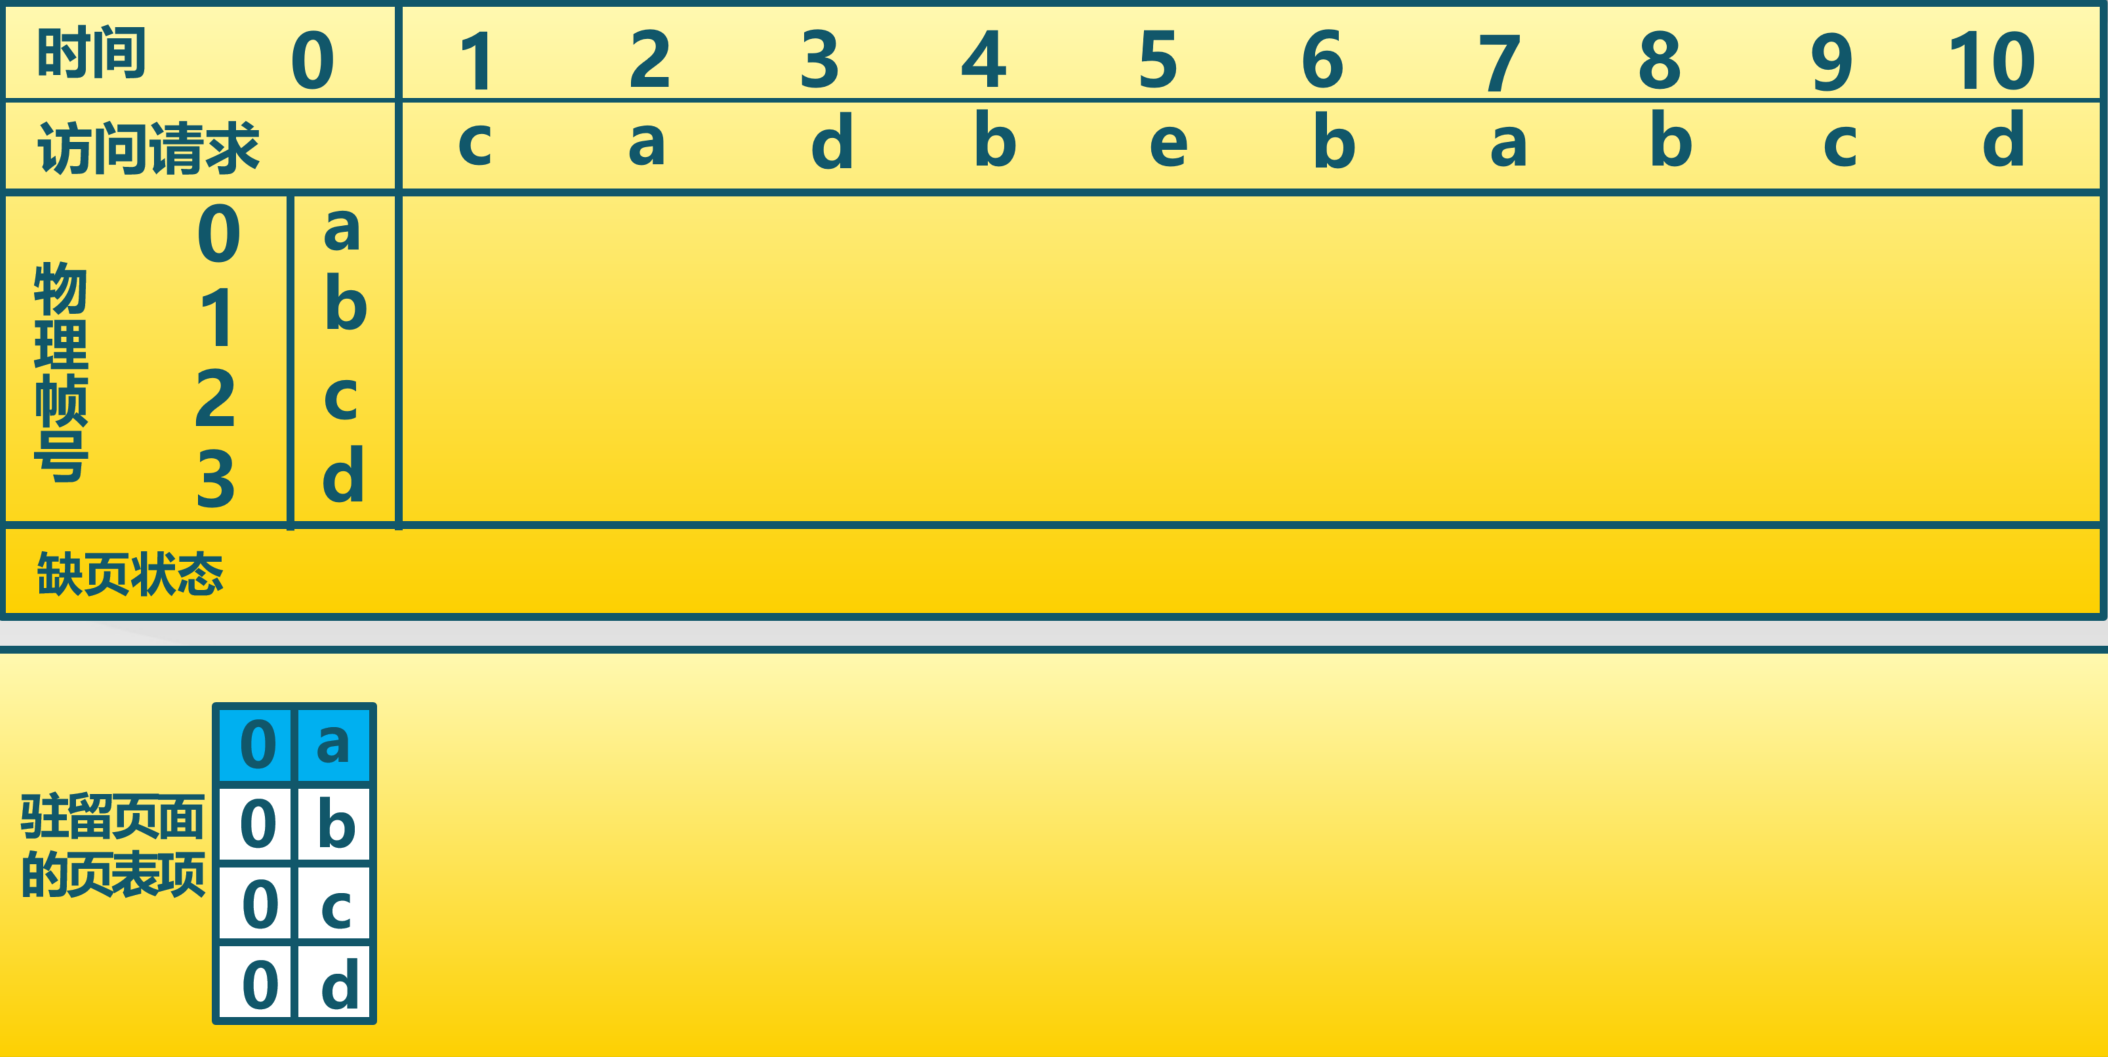 时间 0 1 2 3 4 5 6 7 8 9 10
访问请求 c a d b e b a b c d
物理帧号
0 a
1 b
2 c
3 d
缺页状态
驻留页面
的页表项
0 a
0 b
0 c
0 d